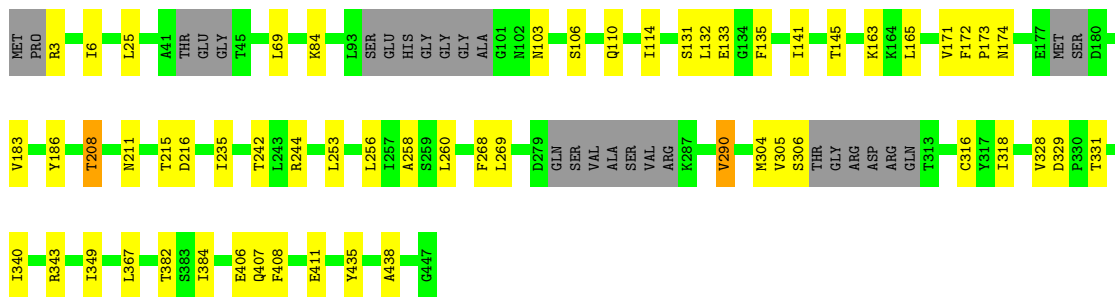 MET PRO R3 I6 L25 A41 THR GLU GLY T45 L69 K84 L93 SER GLU HIS GLY GLY GLY ALA G101 N102 N103 S106 Q110 I114 S131 L132 E133 G134 F135 I141 T145 K163 K164 L165 V171 F172 P173 N174 E177 MET SER D180
V183 Y186 T208 N211 T215 D216 I235 T242 L243 R244 L253 L256 I257 A258 S259 L260 F268 L269 D279 GLN SER VAL ALA SER VAL ARG K287 V290 M304 V305 S306 THR GLY ARG ASP ARG GLN T313 C316 Y317 I318 V328 D329 P330 T331
I340 R343 I349 L367 T382 S383 I384 E406 Q407 F408 E411 Y435 A438 G447